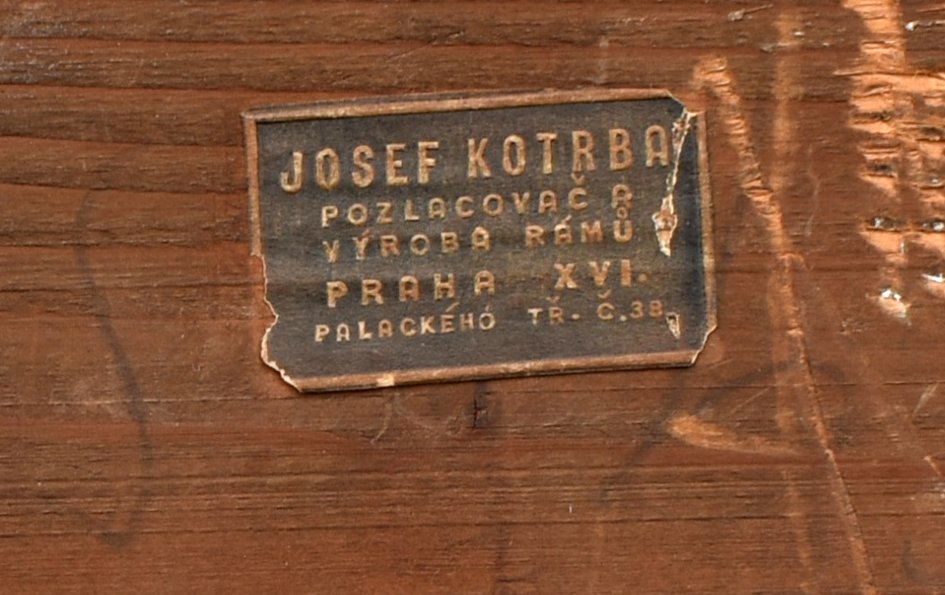 JOSEF KOTRBA
POZLACOVAČ A
VÝROBA RÁMŮ
PRAHA XVI.
PALACKÉHO TŘ. Č.38.